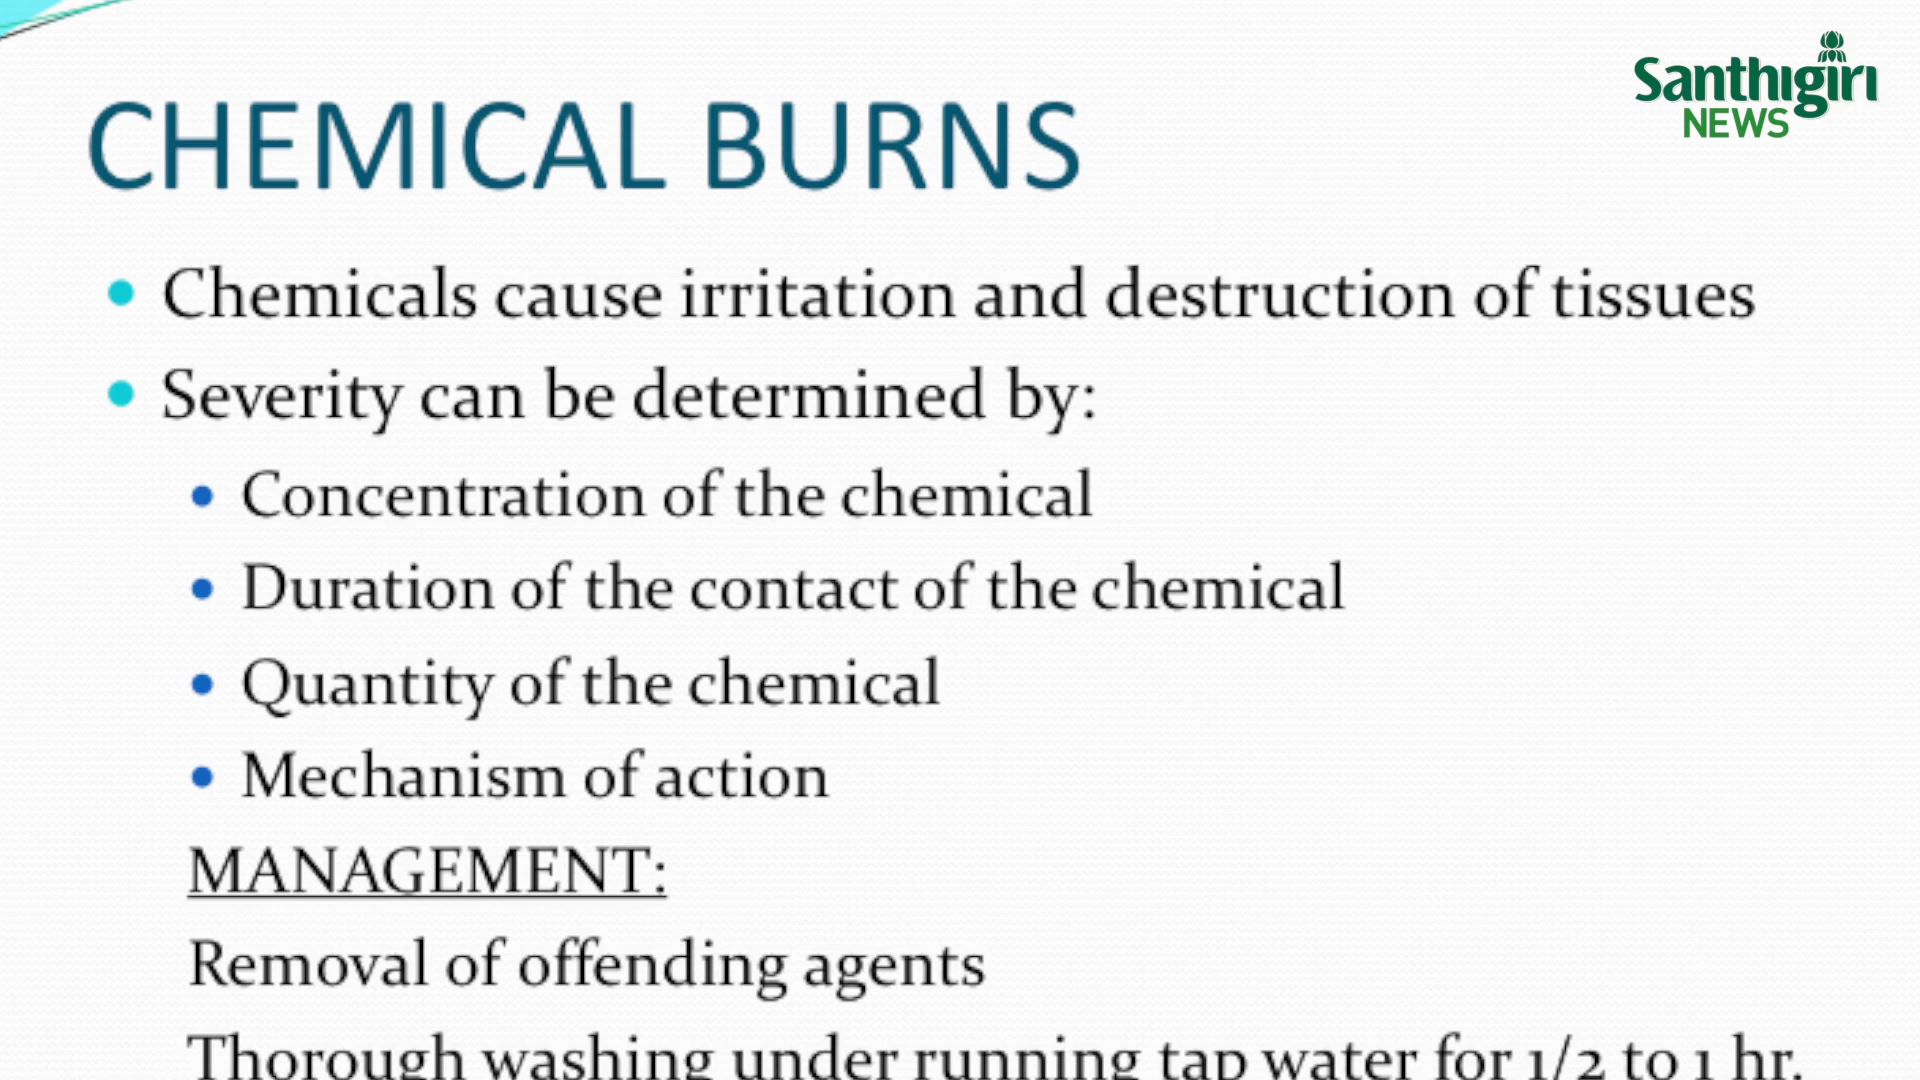 Santhigiri
NEWS
CHEMICAL BURNS
• Chemicals cause irritation and destruction of tissues
• Severity can be determined by:
• Concentration of the chemical
• Duration of the contact of the chemical
• Quantity of the chemical
• Mechanism of action
MANAGEMENT:
Removal of offending agents
Thorough washing under running tap water for 1/2 to 1 hr.